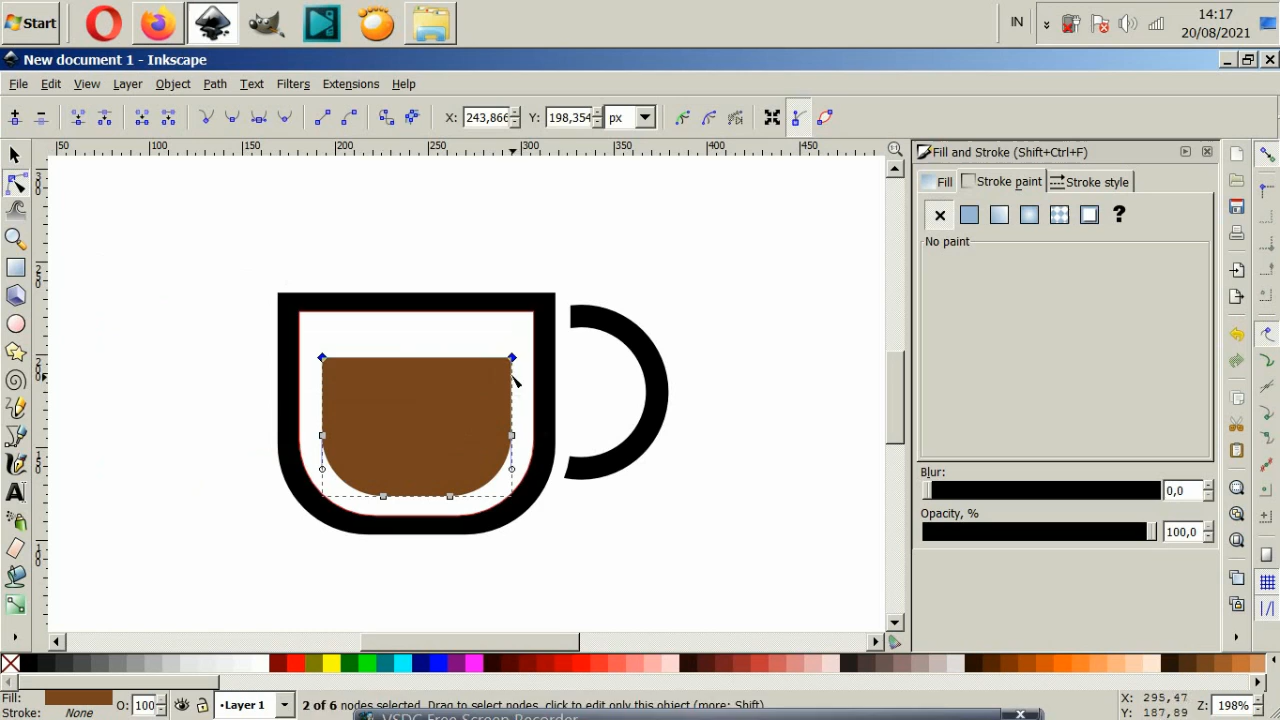 Start
IN
14:17
20/08/2021
New document 1 - Inkscape
File Edit View Layer Object Path Text Filters Extensions Help
X: 243,866 Y: 198,354 px
50 100 150 200 250 300 350 400 450
Fill and Stroke (Shift+Ctrl+F)
Fill Stroke paint Stroke style
?
No paint
Blur:
0,0
Opacity, %
100,0
Fill:
Stroke: None
O: 100
Layer 1
2 of 6 nodes selected. Drag to select nodes, click to edit only this object (more: Shift)
X: 295,47
Y: 187,89
Z: 198%
VSDC Free Screen Recorder